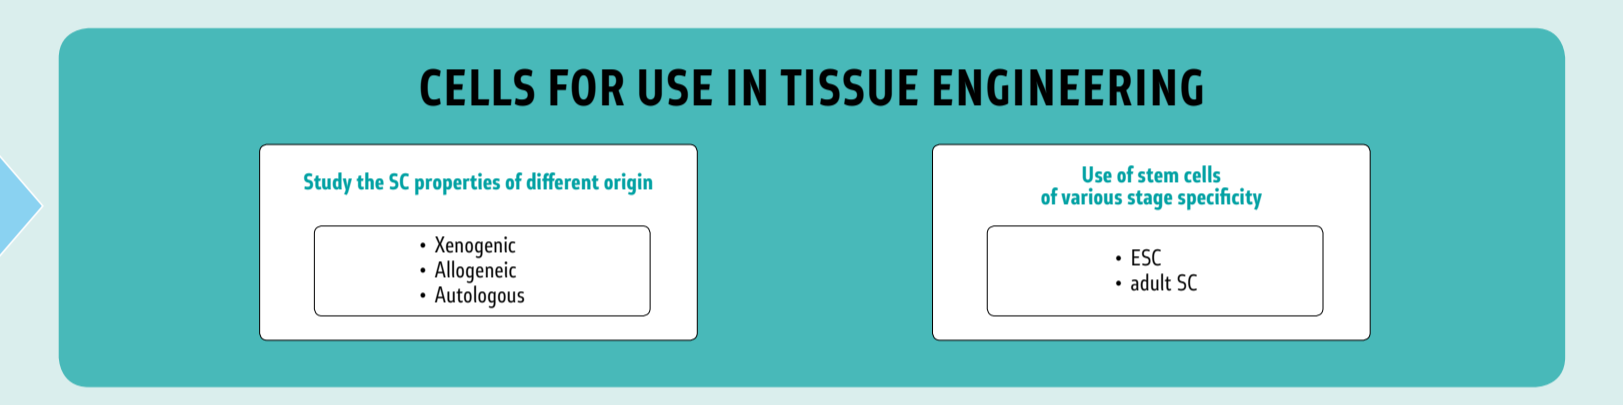 CELLS FOR USE IN TISSUE ENGINEERING
Study the SC properties of different origin
• Xenogenic
• Allogeneic
• Autologous
Use of stem cells
of various stage specificity
• ESC
• adult SC